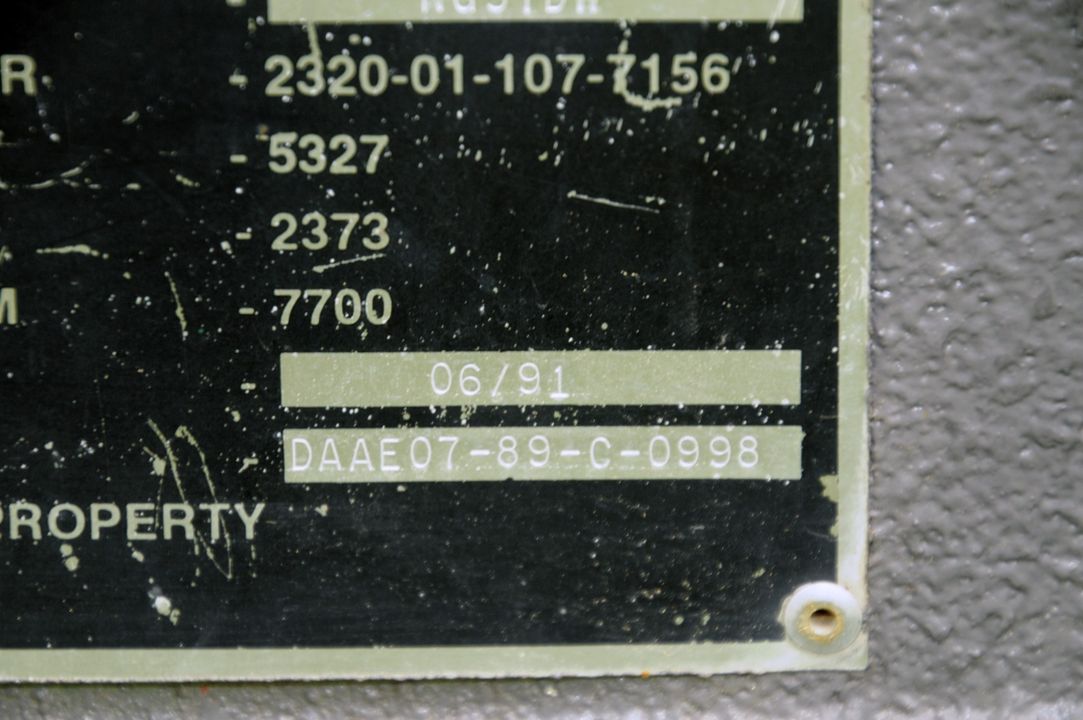 R - 2320-01-107-7156
- 5327
- 2373
M - 7700
- 06/91
- DAAE07-89-C-0998
PROPERTY